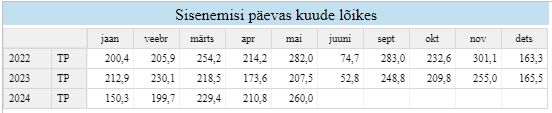 Sisenemisi päevas kuude lõikes
jaan veebr märts apr mai juuni sept okt nov dets
2022 TP 200,4 205,9 254,2 214,2 282,0 74,7 283,0 232,6 301,1 163,3
2023 TP 212,9 230,1 218,5 173,6 207,5 52,8 248,8 209,8 255,0 165,5
2024 TP 150,3 199,7 229,4 210,8 260,0